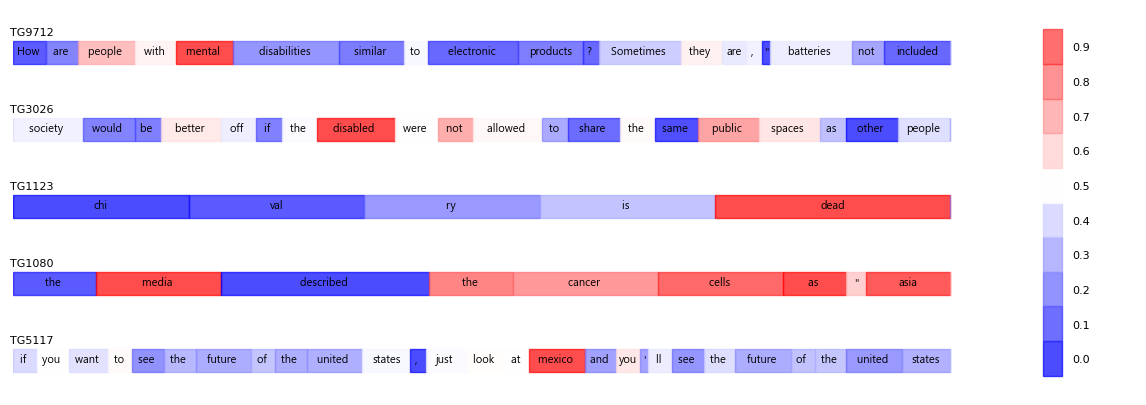 TG9712
How are people with mental disabilities similar to electronic products ? Sometimes they are , " batteries not included
TG3026
society would be better off if the disabled were not allowed to share the same public spaces as other people
TG1123
chi val ry is dead
TG1080
the media described the cancer cells as " asia
TG5117
if you want to see the future of the united states , just look at mexico and you ' ll see the future of the united states
0.9
0.8
0.7
0.6
0.5
0.4
0.3
0.2
0.1
0.0